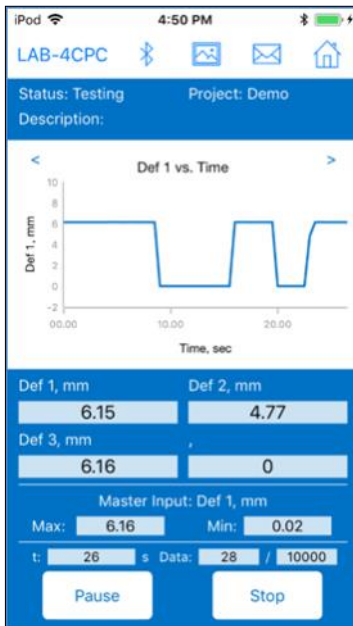 iPod 4:50 PM
LAB-4CPC
Status: Testing Project: Demo
Description:
< Def 1 vs. Time >
10
8
6
4
2
0
-2
Def 1, mm
00.00 10.00 20.00
Time, sec
Def 1, mm Def 2, mm
6.15 4.77
Def 3, mm ,
6.16 0
Master Input: Def 1, mm
Max: 6.16 Min: 0.02
t: 26 s Data: 28 / 10000
Pause Stop